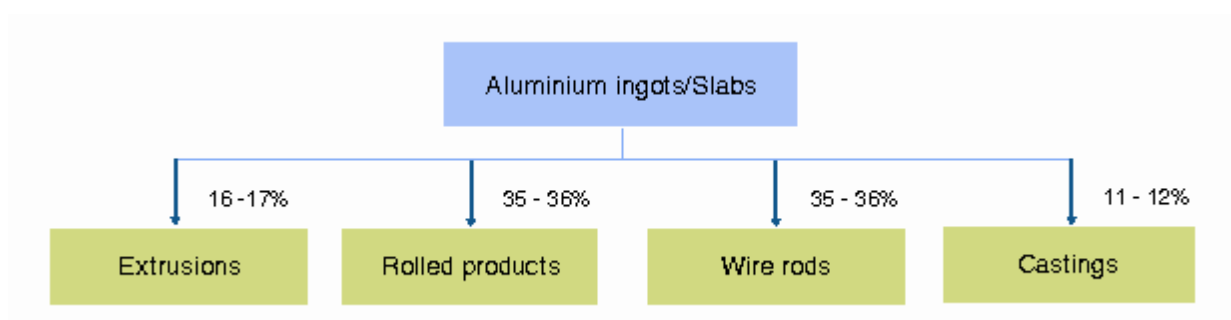 Aluminium ingots/Slabs
16 -17%
35 - 36%
35 - 36%
11 - 12%
Extrusions
Rolled products
Wire rods
Castings